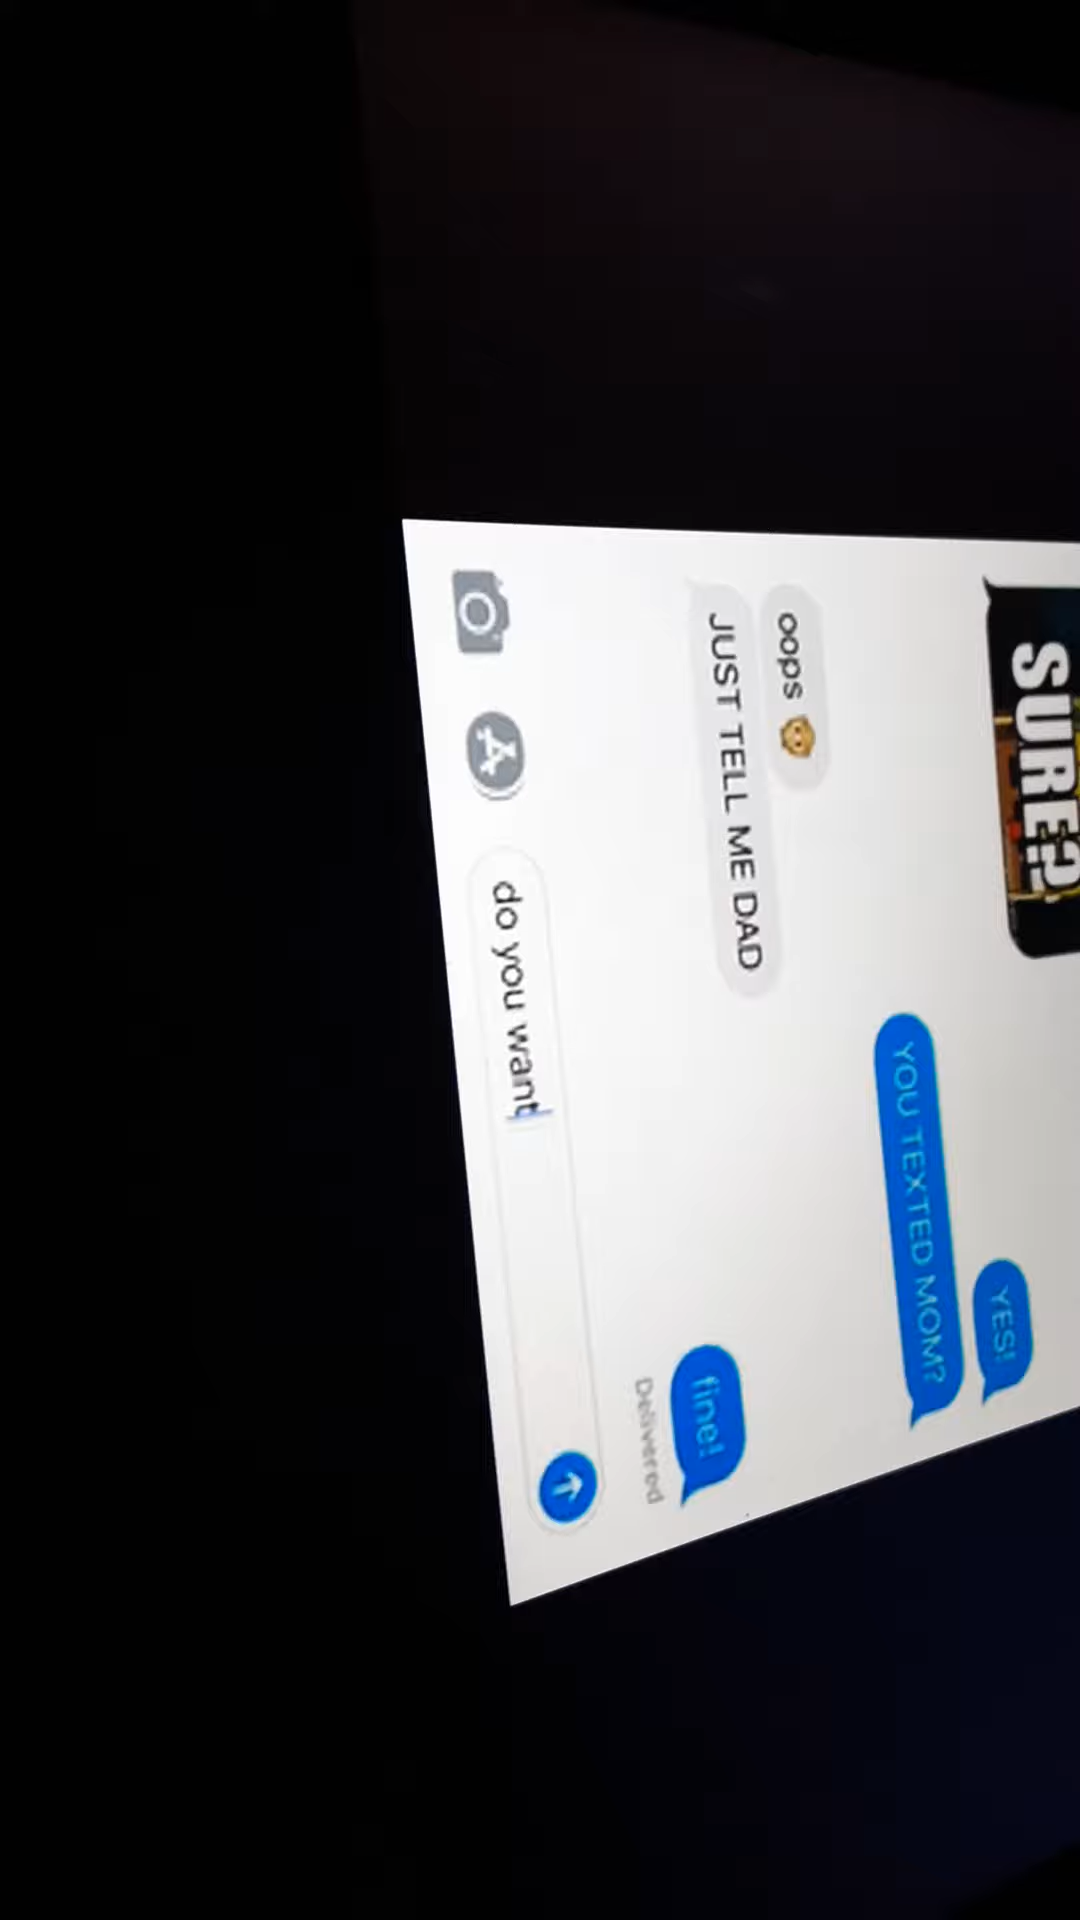 SURE?
YES!
YOU TEXTED MOM?
oops 🙊
JUST TELL ME DAD
fine!
Delivered
do you want